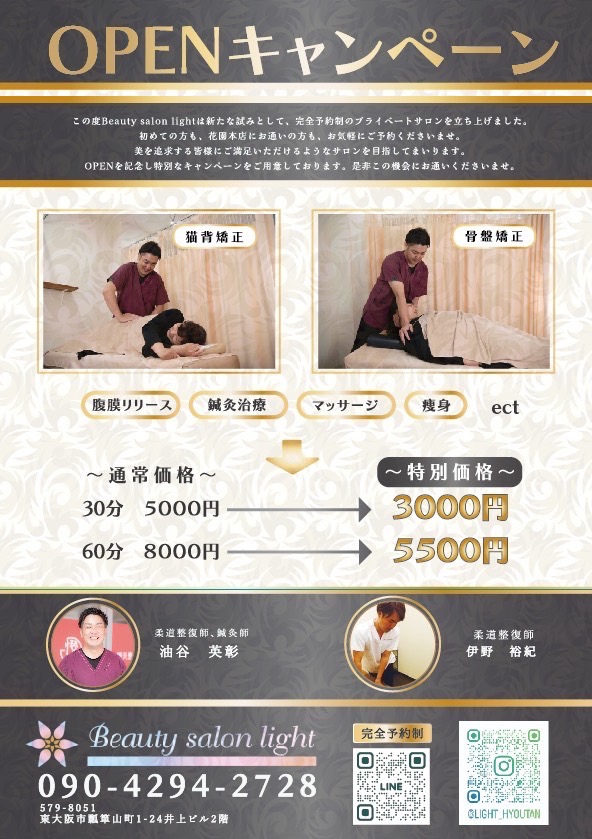 OPENキャンペーン
この度Beauty salon lightは新たな試みとして、完全予約制のプライベートサロンを立ち上げました。
初めての方も、花園本店にお通いの方も、お気軽にご予約くださいませ。
美を追求する皆様にご満足いただけるようなサロンを目指してまいります。
OPENを記念し特別なキャンペーンをご用意しております。是非この機会にお通いくださいませ。
猫背矯正
骨盤矯正
腹膜リリース 鍼灸治療 マッサージ 痩身 ect
～通常価格～ ～特別価格～
30分 5000円 3000円
60分 8000円 5500円
柔道整復師、鍼灸師
油谷 英彰
柔道整復師
伊野 裕紀
Beauty salon light
090-4294-2728
579-8051
東大阪市瓢箪山町1-24井上ビル2階
完全予約制
LINE
@LIGHT_HYOUTAN